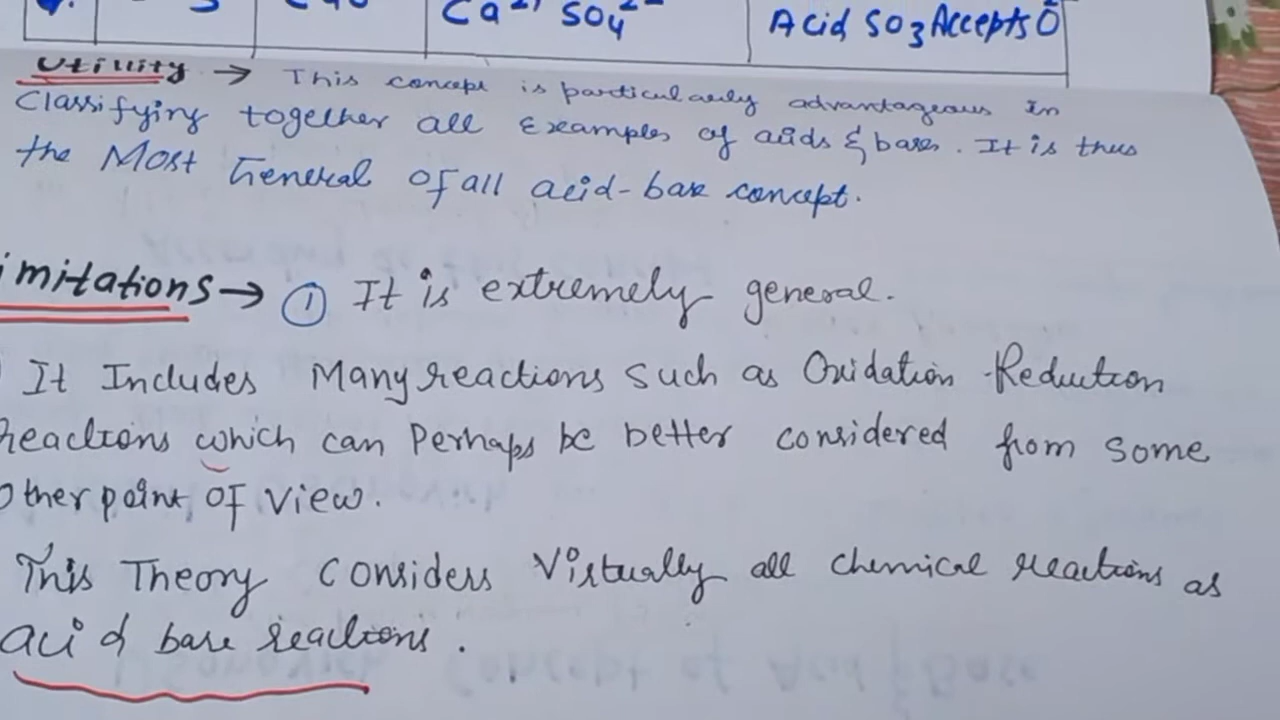 Ca²⁺ SO₄²⁻ Acid SO₃ Accepts O²⁻
Utillity → This concept is particularly advantageous In
Classifying together all Examples of acids & bases. It is thus
the Most General of all acid-base concept.
imitations → ① It is extremely general.
It Includes Many reactions such as Oxidation-Reduction
Reactions which can Perhaps be better considered from some
Other point of view.
This Theory Considers Virtually all chemical reactions as
acid base reactions.